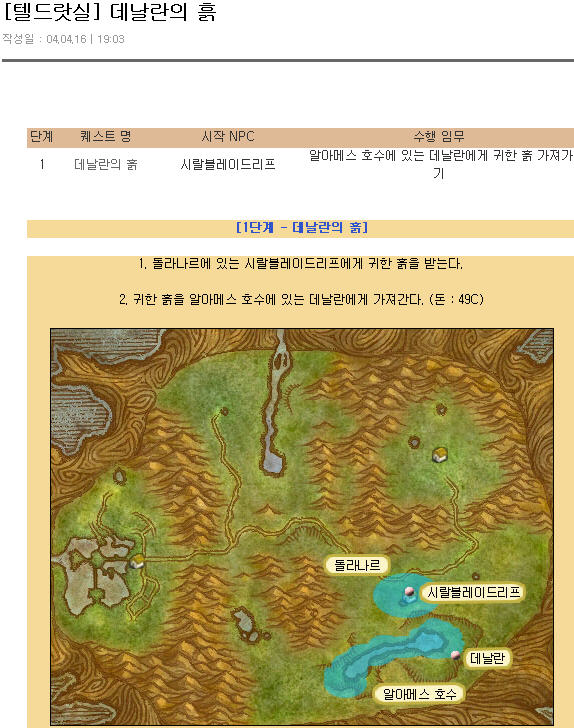 [텔드랏실] 데날란의 흙
작성일 : 04.04.16 | 19:03
단계 퀘스트 명 시작 NPC 수행 임무
1 데날란의 흙 시랄블레이드리프 알아메스 호수에 있는 데날란에게 귀한 흙 가져가
기
[1단계 - 데날란의 흙]
1. 돌라나르에 있는 시랄블레이드리프에게 귀한 흙을 받는다.
2. 귀한 흙을 알아메스 호수에 있는 데날란에게 가져간다. (돈 : 49C)
돌라나르
시랄블레이드리프
데날란
알아메스 호수